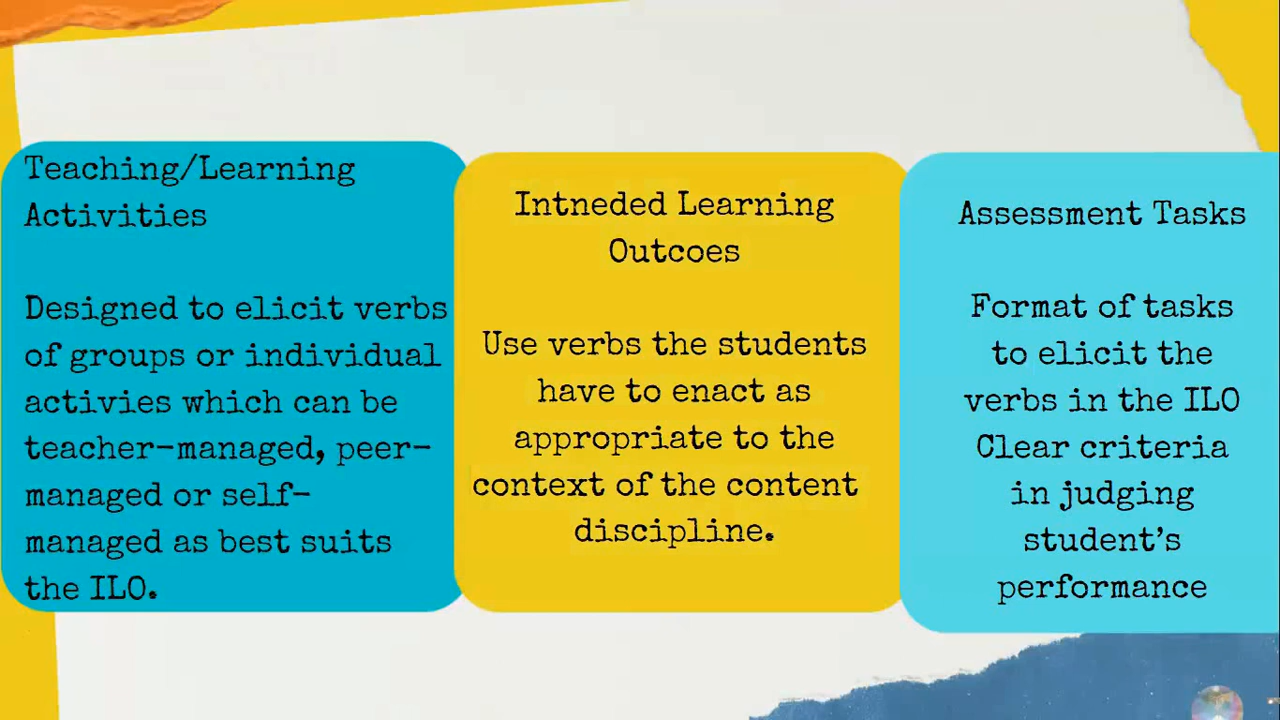 Teaching/Learning
Activities
Designed to elicit verbs
of groups or individual
activies which can be
teacher-managed, peer-
managed or self-
managed as best suits
the ILO.
Intneded Learning
Outcoes
Use verbs the students
have to enact as
appropriate to the
context of the content
discipline.
Assessment Tasks
Format of tasks
to elicit the
verbs in the ILO
Clear criteria
in judging
student's
performance